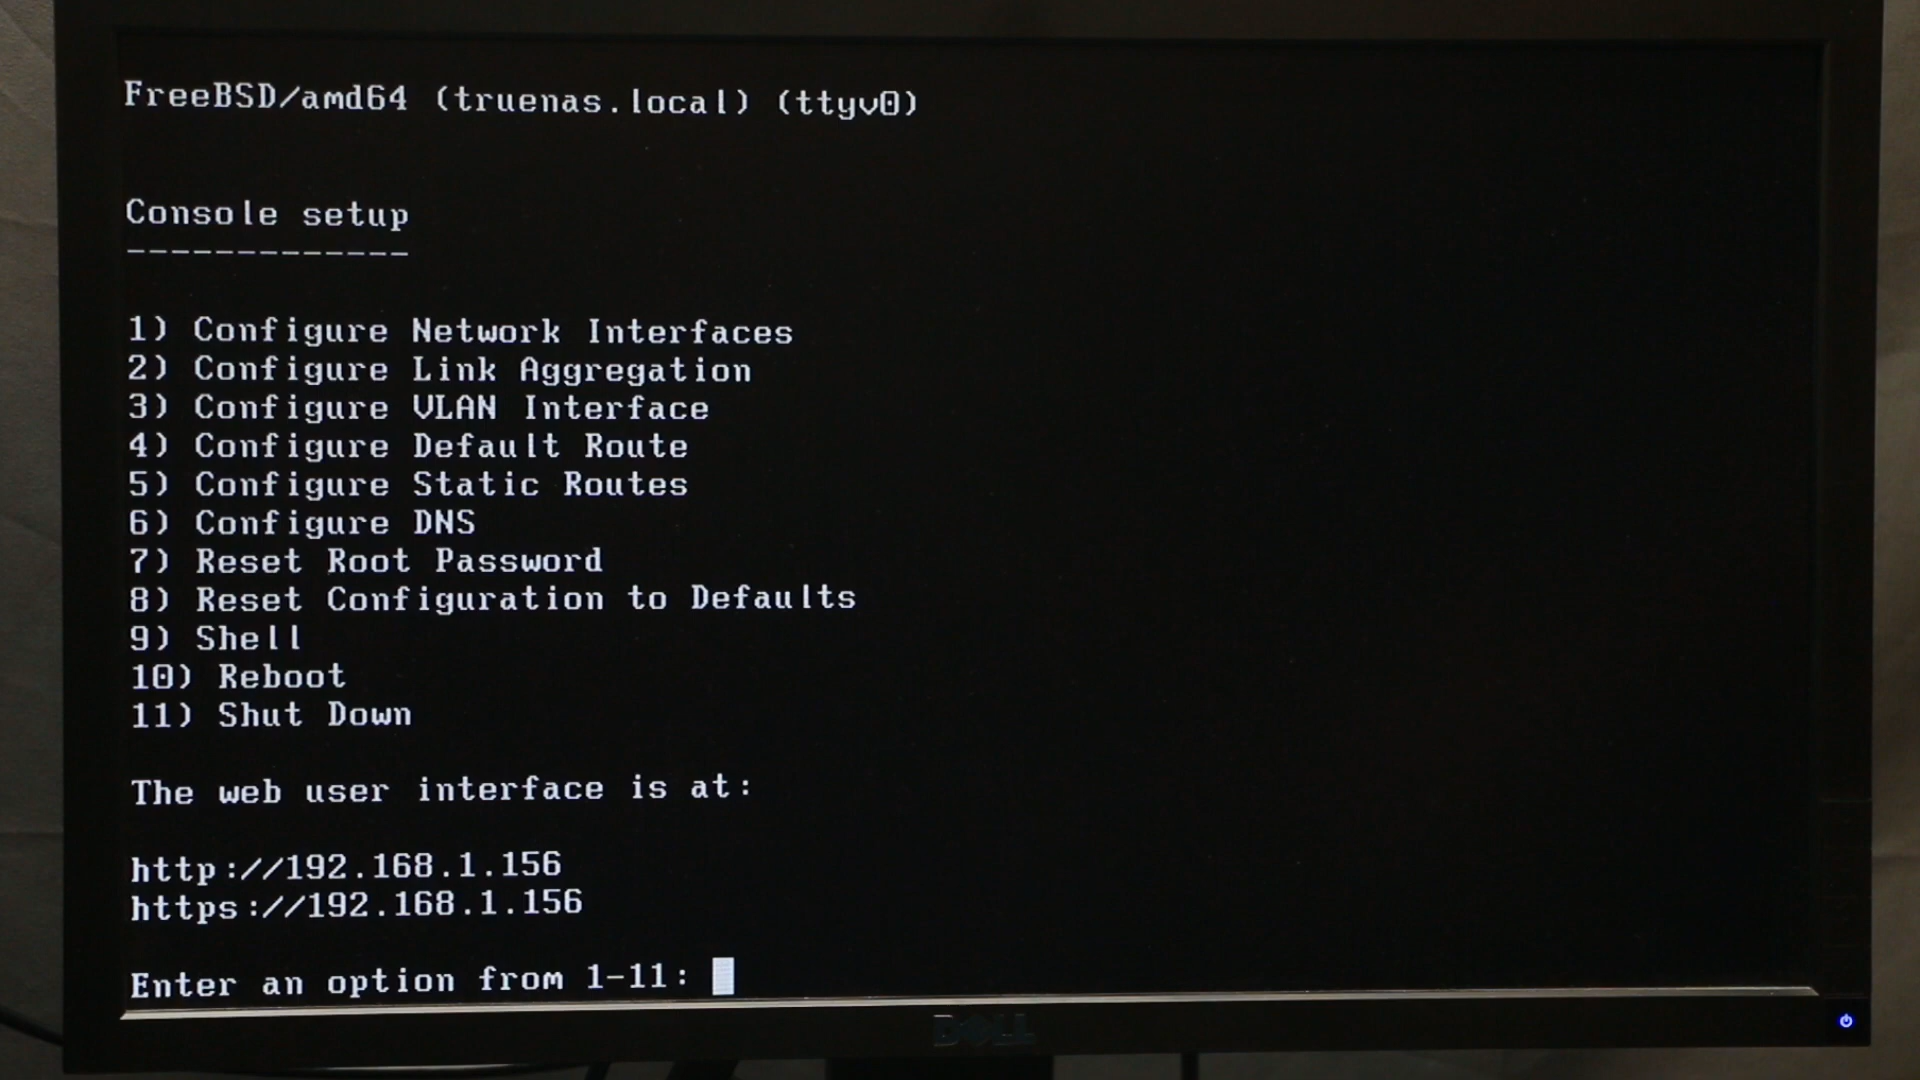 FreeBSD/amd64 (truenas.local) (ttyv0)
Console setup
-------------
1) Configure Network Interfaces
2) Configure Link Aggregation
3) Configure VLAN Interface
4) Configure Default Route
5) Configure Static Routes
6) Configure DNS
7) Reset Root Password
8) Reset Configuration to Defaults
9) Shell
10) Reboot
11) Shut Down
The web user interface is at:
http://192.168.1.156
https://192.168.1.156
Enter an option from 1-11:
DELL